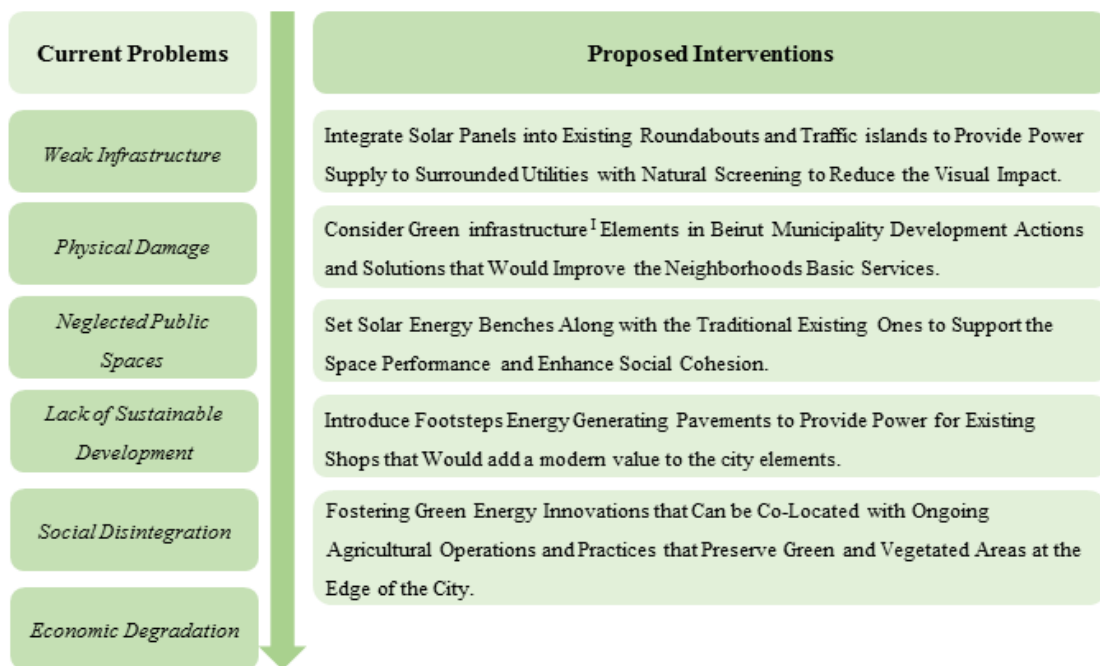 Current Problems
Proposed Interventions
Weak Infrastructure
Integrate Solar Panels into Existing Roundabouts and Traffic islands to Provide Power
Supply to Surrounded Utilities with Natural Screening to Reduce the Visual Impact.
Physical Damage
Consider Green infrastructure I Elements in Beirut Municipality Development Actions
and Solutions that Would Improve the Neighborhoods Basic Services.
Neglected Public
Spaces
Set Solar Energy Benches Along with the Traditional Existing Ones to Support the
Space Performance and Enhance Social Cohesion.
Lack of Sustainable
Development
Introduce Footsteps Energy Generating Pavements to Provide Power for Existing
Shops that Would add a modern value to the city elements.
Social Disintegration
Fostering Green Energy Innovations that Can be Co-Located with Ongoing
Agricultural Operations and Practices that Preserve Green and Vegetated Areas at the
Edge of the City.
Economic Degradation